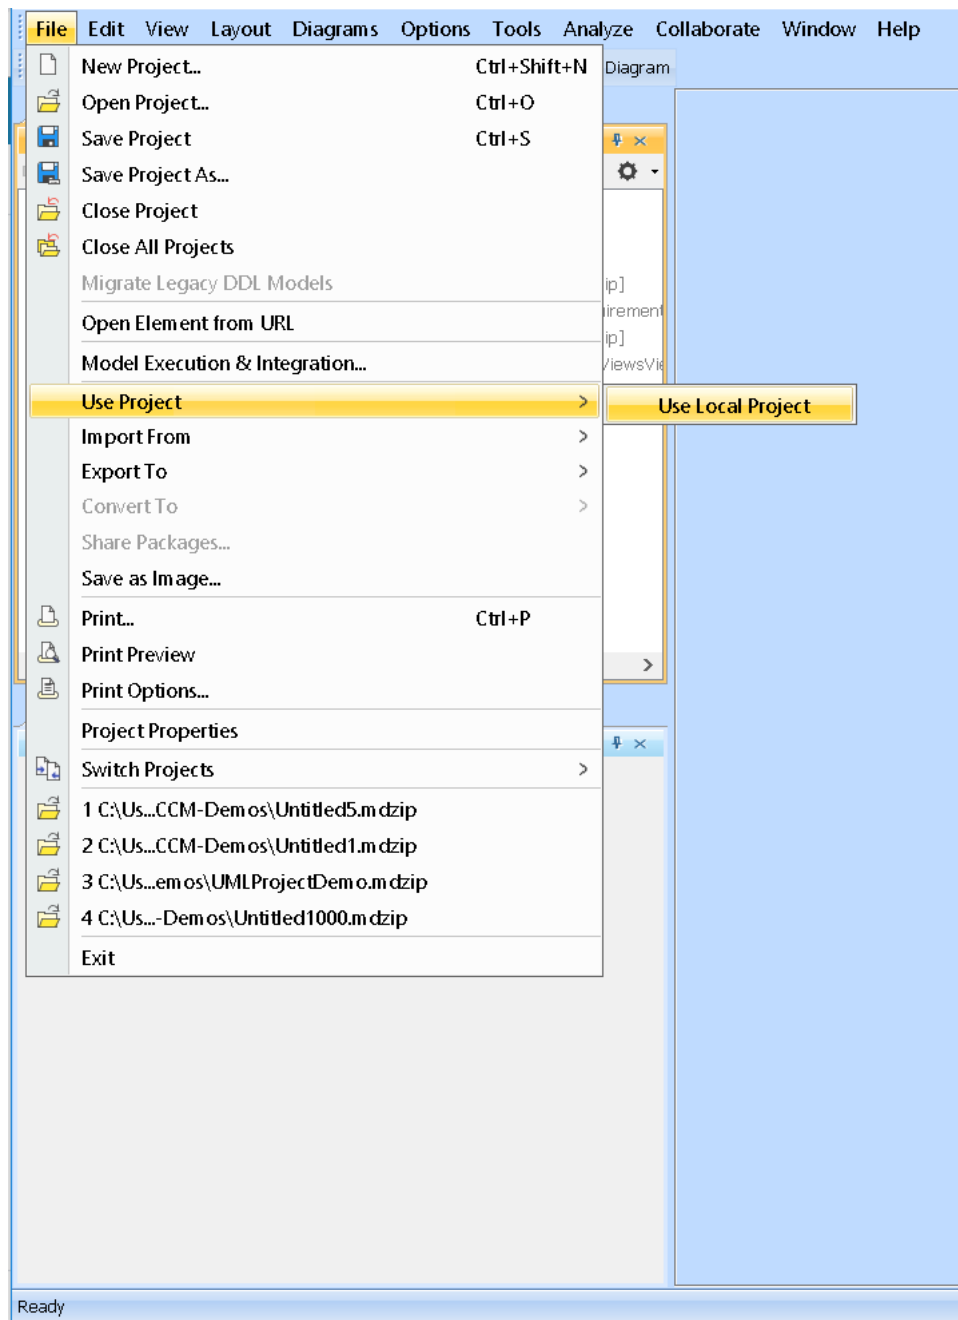 File Edit View Layout Diagrams Options Tools Analyze Collaborate Window Help
New Project... Ctrl+Shift+N Diagram
Open Project... Ctrl+O
Save Project Ctrl+S
Save Project As...
Close Project
Close All Projects
Migrate Legacy DDL Models ip]
irement
Open Element from URL
ip]
Model Execution & Integration... /iewsVie
Use Project > Use Local Project
Import From >
Export To >
Convert To >
Share Packages...
Save as Image...
Print... Ctrl+P
Print Preview
Print Options...
Project Properties
Switch Projects >
1 C:\Us...CCM-Demos\Untitled5.mdzip
2 C:\Us...CCM-Demos\Untitled1.mdzip
3 C:\Us...emos\UMLProjectDemo.mdzip
4 C:\Us...-Demos\Untitled1000.mdzip
Exit
Ready